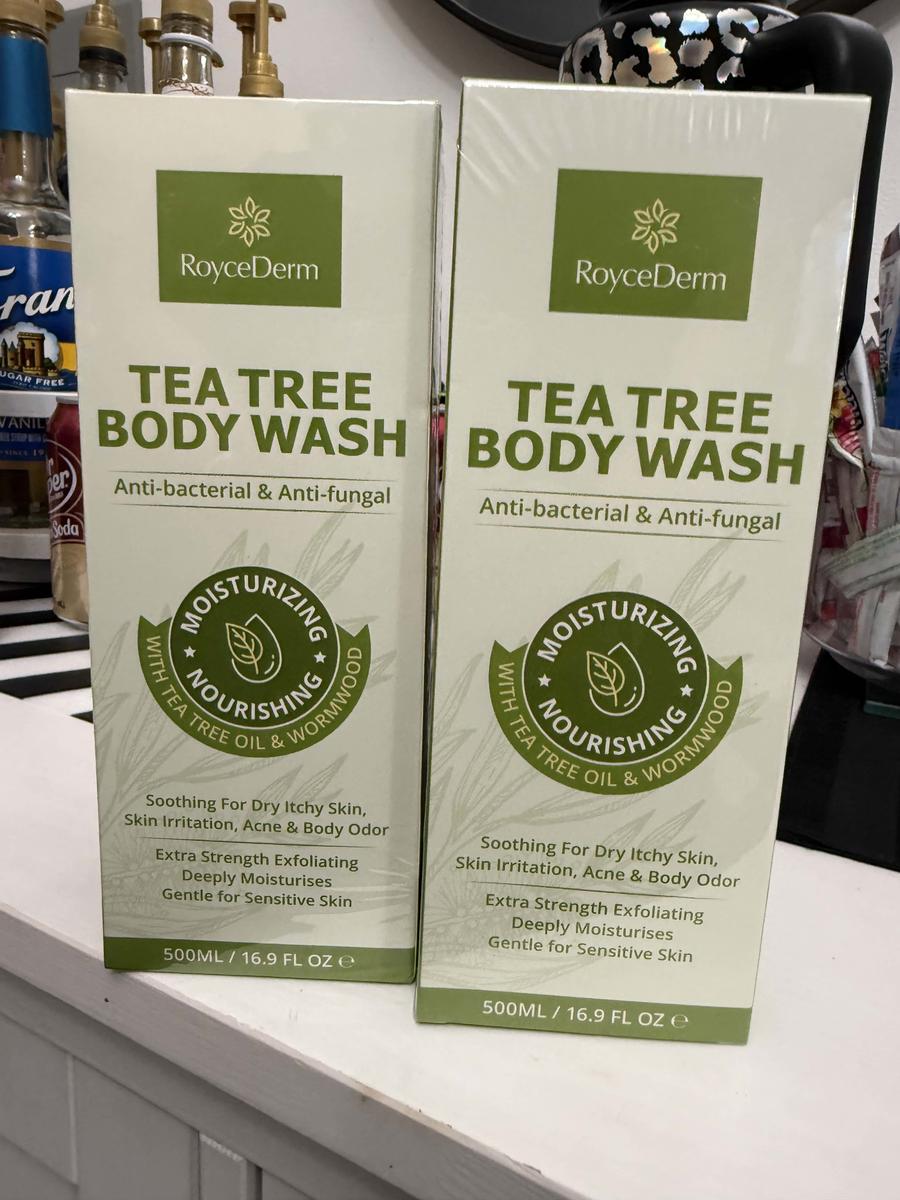 RoyceDerm
TEA TREE
BODY WASH
Anti-bacterial & Anti-fungal
MOISTURIZING
NOURISHING
WITH TEA TREE OIL & WORMWOOD
Soothing For Dry Itchy Skin,
Skin Irritation, Acne & Body Odor
Extra Strength Exfoliating
Deeply Moisturises
Gentle for Sensitive Skin
500ML / 16.9 FL OZ ℮
RoyceDerm
TEA TREE
BODY WASH
Anti-bacterial & Anti-fungal
MOISTURIZING
NOURISHING
WITH TEA TREE OIL & WORMWOOD
Soothing For Dry Itchy Skin,
Skin Irritation, Acne & Body Odor
Extra Strength Exfoliating
Deeply Moisturises
Gentle for Sensitive Skin
500ML / 16.9 FL OZ ℮
FREE
Soda